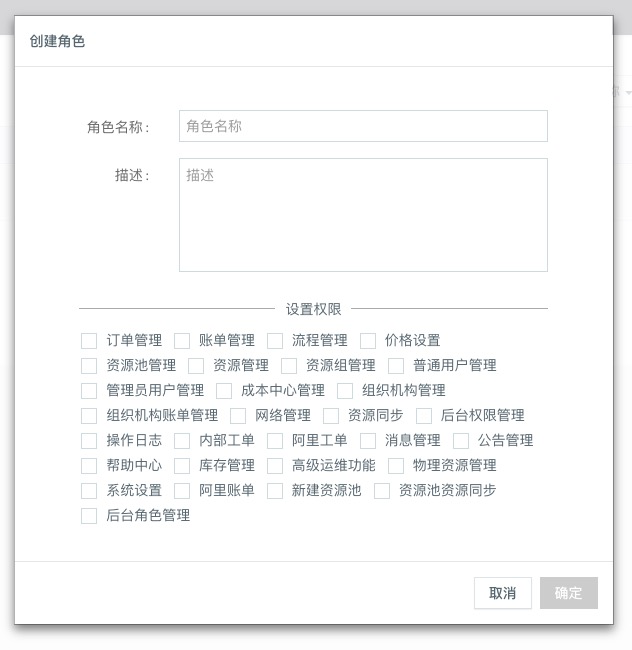 创建角色
角色名称：
角色名称
描述：
描述
设置权限
订单管理 账单管理 流程管理 价格设置
资源池管理 资源管理 资源组管理 普通用户管理
管理员用户管理 成本中心管理 组织机构管理
组织机构账单管理 网络管理 资源同步 后台权限管理
操作日志 内部工单 阿里工单 消息管理 公告管理
帮助中心 库存管理 高级运维功能 物理资源管理
系统设置 阿里账单 新建资源池 资源池资源同步
后台角色管理
取消 确定